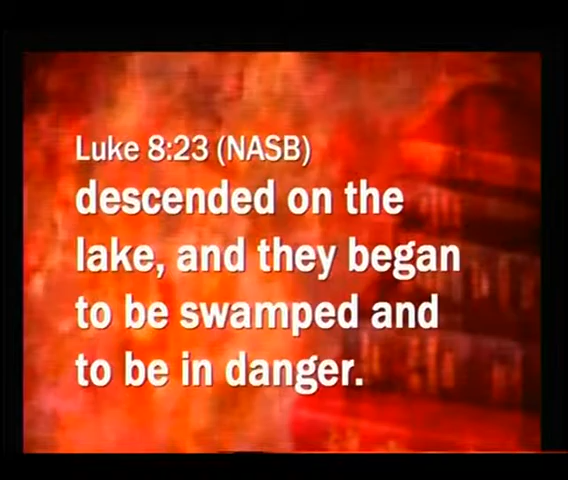 Luke 8:23 (NASB)
descended on the
lake, and they began
to be swamped and
to be in danger.